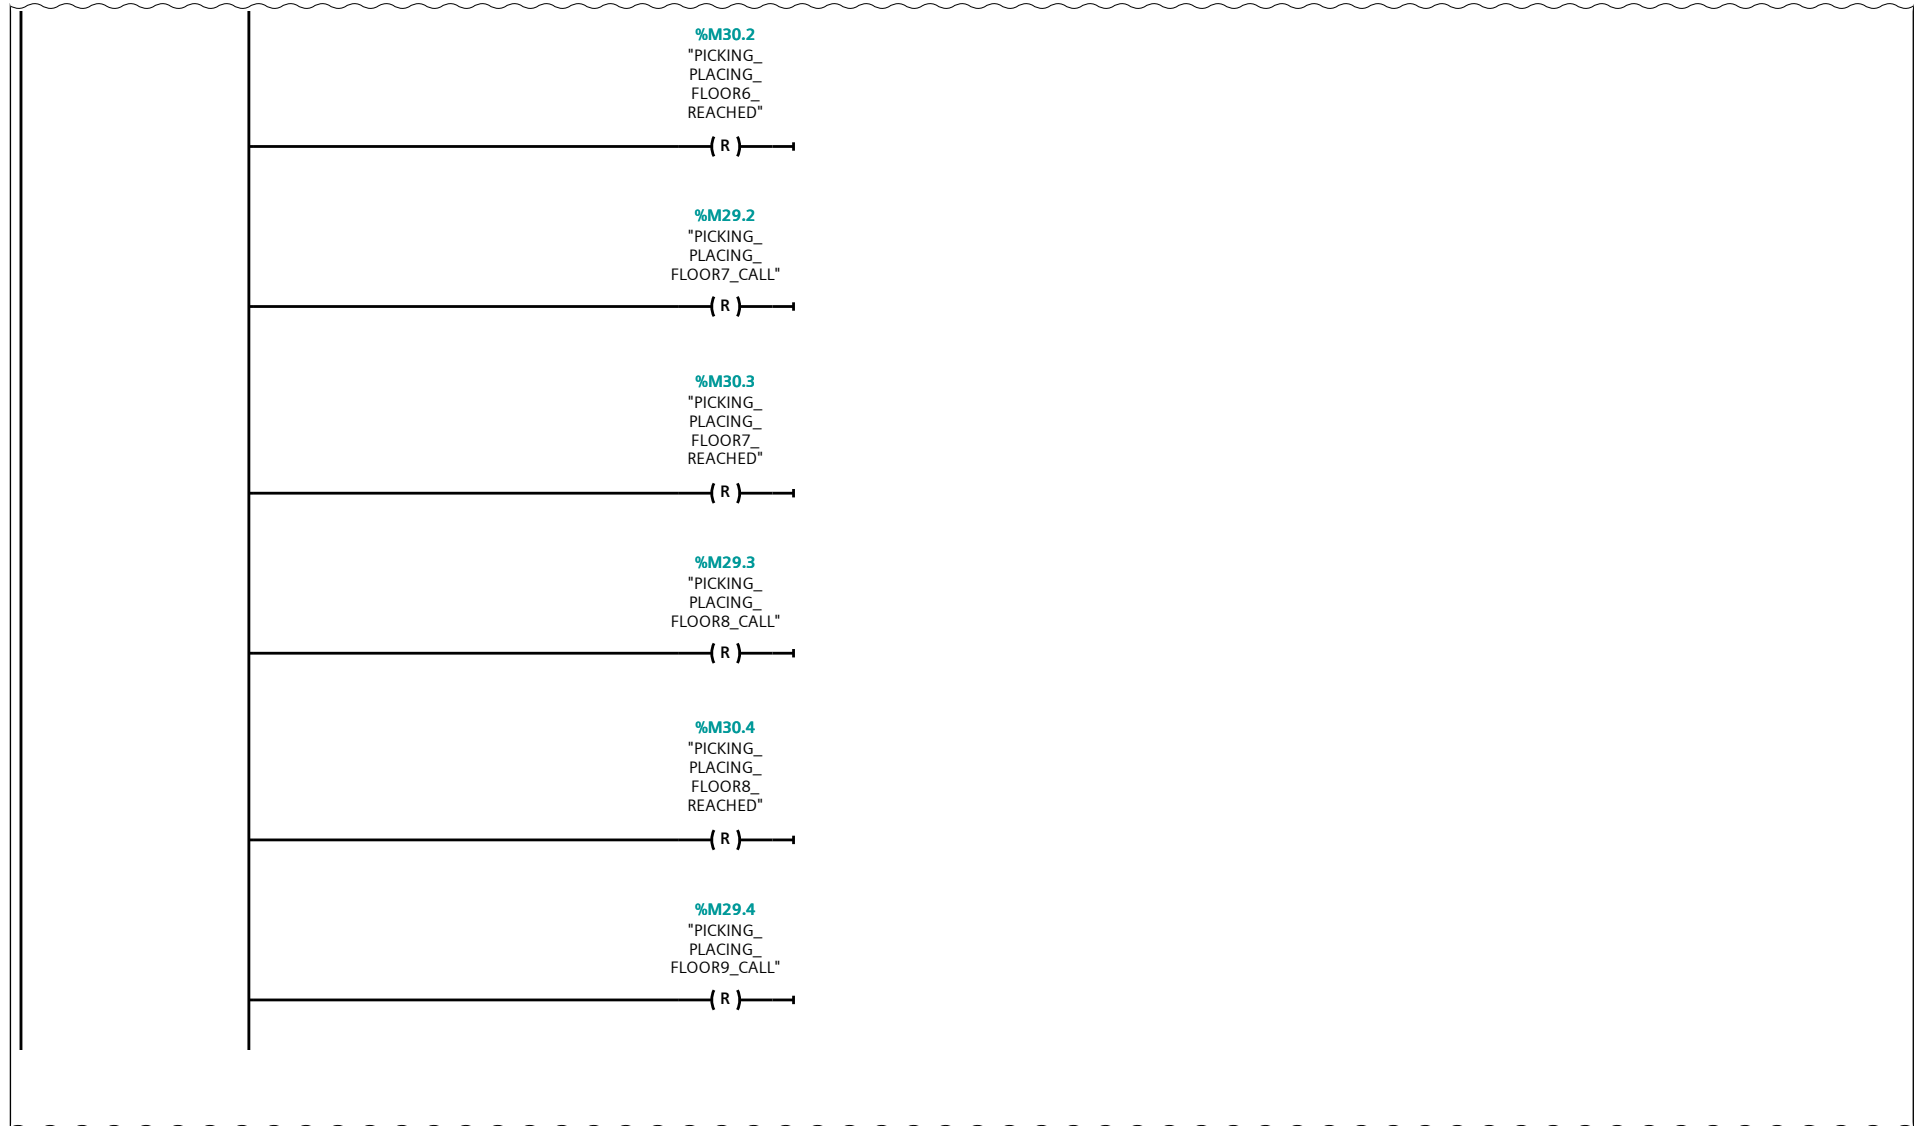 %M30.2
"PICKING_
PLACING_
FLOOR6_
REACHED"
( R )
%M29.2
"PICKING_
PLACING_
FLOOR7_CALL"
( R )
%M30.3
"PICKING_
PLACING_
FLOOR7_
REACHED"
( R )
%M29.3
"PICKING_
PLACING_
FLOOR8_CALL"
( R )
%M30.4
"PICKING_
PLACING_
FLOOR8_
REACHED"
( R )
%M29.4
"PICKING_
PLACING_
FLOOR9_CALL"
( R )